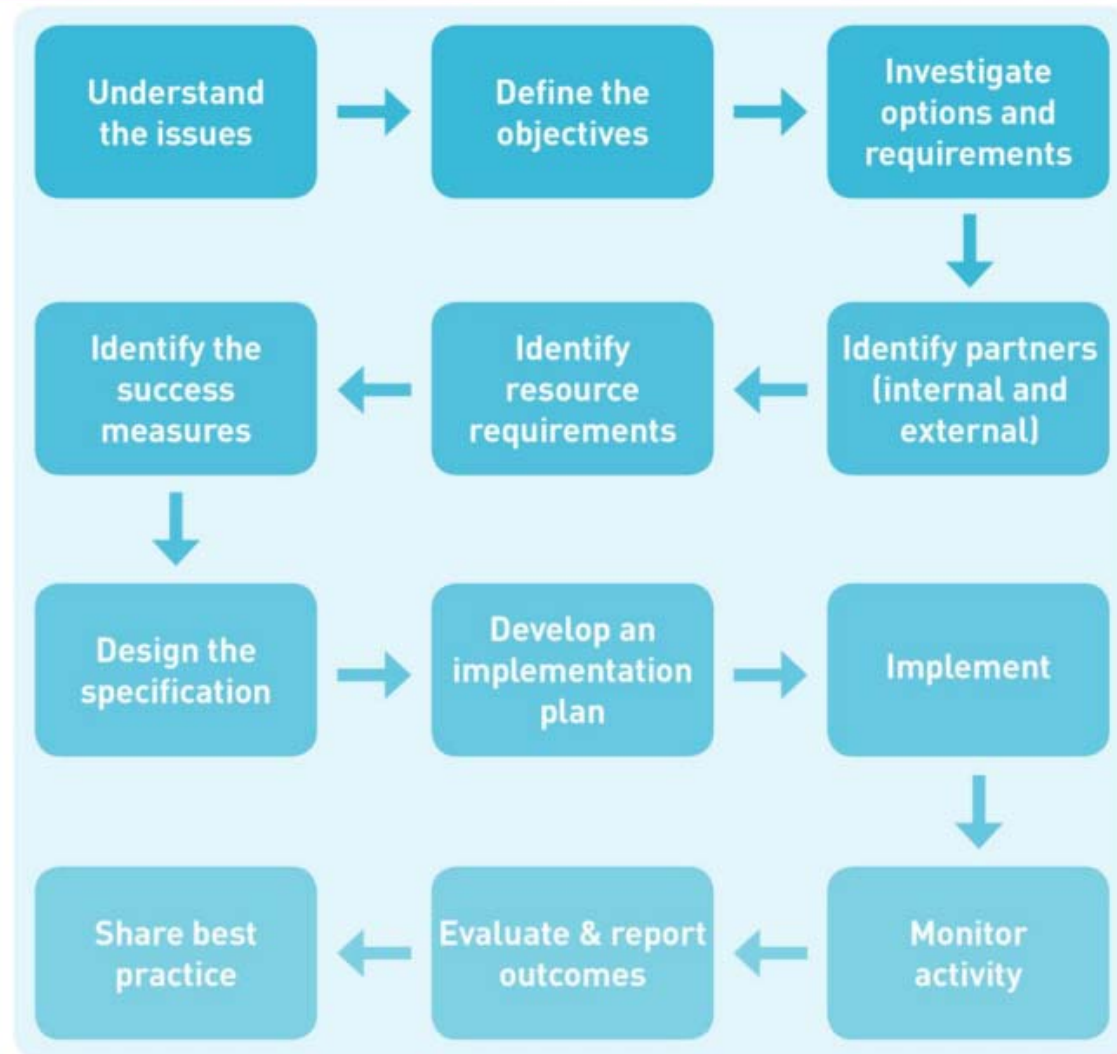 Understand
the issues
Define the
objectives
Investigate
options and
requirements
Identify partners
(internal and
external)
Identify
resource
requirements
Identify the
success
measures
Design the
specification
Develop an
implementation
plan
Implement
Monitor
activity
Evaluate & report
outcomes
Share best
practice